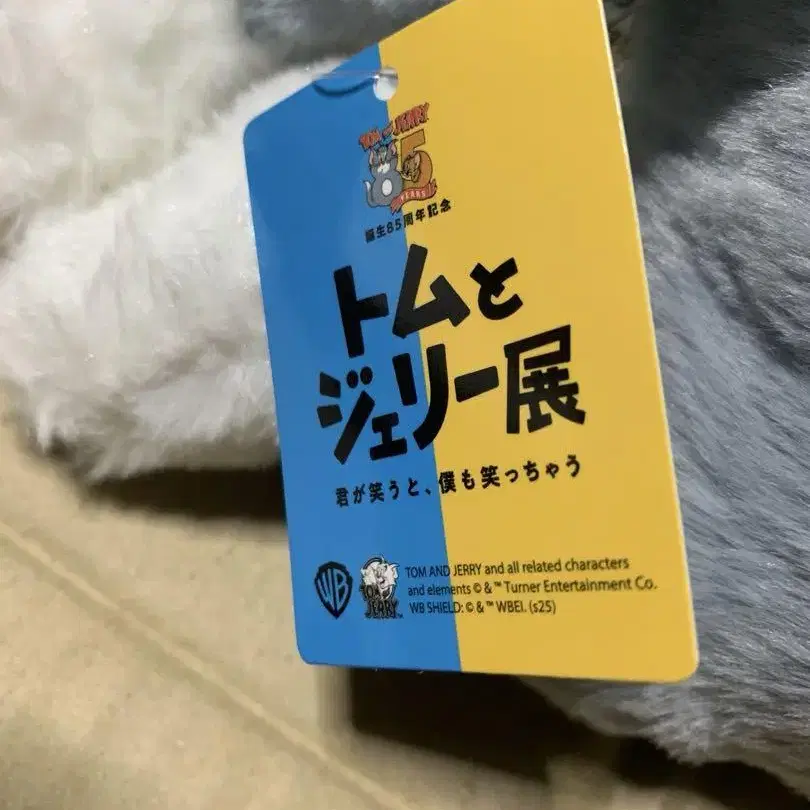 TOM and JERRY
85
YEARS
誕生85周年記念
トムと
ジェリー展
君が笑うと、僕も笑っちゃう
WB
TOM and JERRY
TOM AND JERRY and all related characters
and elements © & ™ Turner Entertainment Co.
WB SHIELD: © & ™ WBEI. (s25)